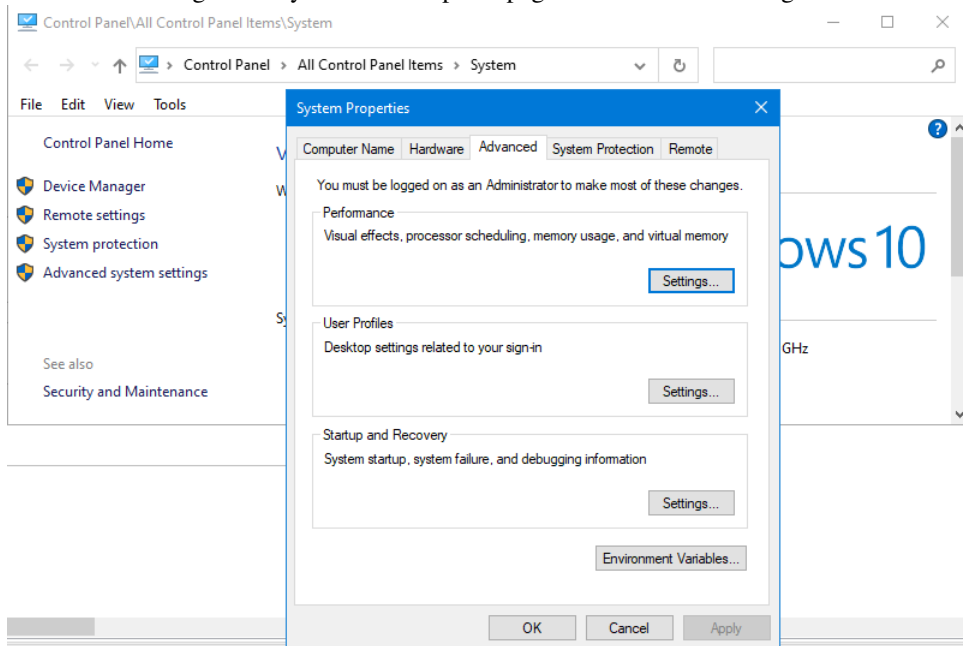 Control Panel\All Control Panel Items\System
Control Panel > All Control Panel Items > System
File Edit View Tools
Control Panel Home
Device Manager
Remote settings
System protection
Advanced system settings
See also
Security and Maintenance
System Properties
Computer Name Hardware Advanced System Protection Remote
You must be logged on as an Administrator to make most of these changes.
Performance
Visual effects, processor scheduling, memory usage, and virtual memory
Settings...
User Profiles
Desktop settings related to your sign-in
Settings...
Startup and Recovery
System startup, system failure, and debugging information
Settings...
Environment Variables...
OK Cancel Apply
ows 10
GHz